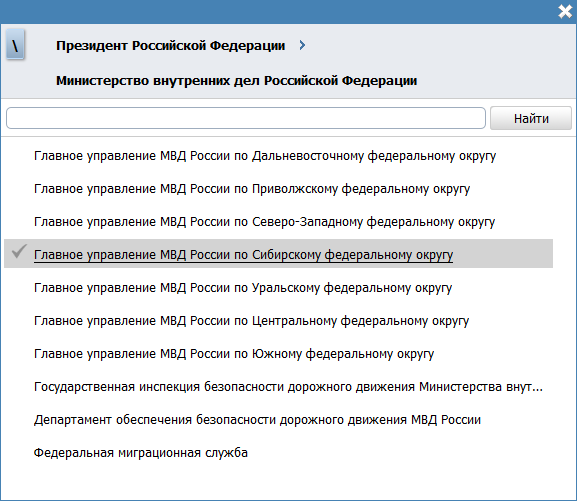 \
Президент Российской Федерации
Министерство внутренних дел Российской Федерации
Найти
Главное управление МВД России по Дальневосточному федеральному округу
Главное управление МВД России по Приволжскому федеральному округу
Главное управление МВД России по Северо-Западному федеральному округу
Главное управление МВД России по Сибирскому федеральному округу
Главное управление МВД России по Уральскому федеральному округу
Главное управление МВД России по Центральному федеральному округу
Главное управление МВД России по Южному федеральному округу
Государственная инспекция безопасности дорожного движения Министерства внут...
Департамент обеспечения безопасности дорожного движения МВД России
Федеральная миграционная служба